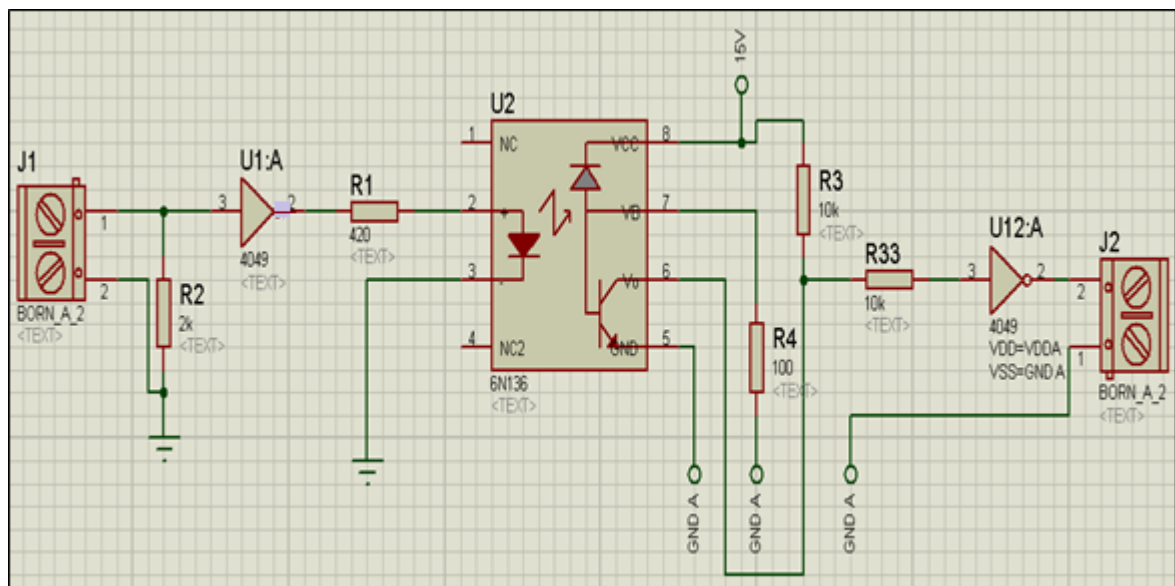 15V
U2
1
NC
VCC
8
J1
U1:A
R1
R3
10k
<TEXT>
1
3
2
420
<TEXT>
2
+
VB
7
4049
<TEXT>
U12:A
J2
R33
2
BORN_A_2
<TEXT>
R2
2k
<TEXT>
3
-
Vo
6
10k
<TEXT>
3
2
2
4049
VDD=VDDA
VSS=GND A
1
BORN_A_2
<TEXT>
4
NC2
GND
5
R4
100
<TEXT>
6N136
<TEXT>
GND A
GND A
GND A